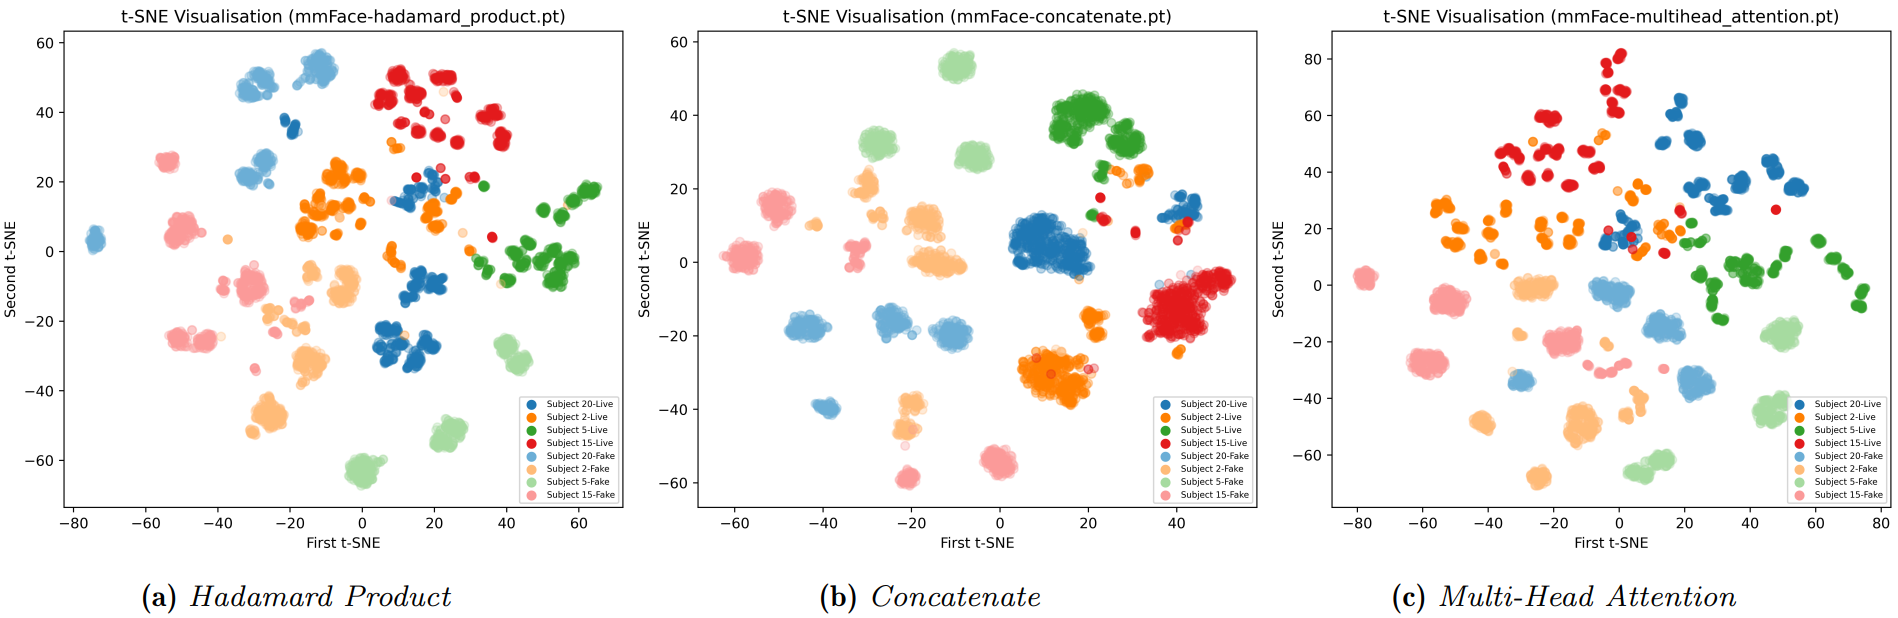 t-SNE Visualisation (mmFace-hadamard_product.pt)
60
40
20
0
−20
−40
−60
Second t-SNE
−80
−60
−40
−20
0
20
40
60
First t-SNE
Subject 20-Live
Subject 2-Live
Subject 5-Live
Subject 15-Live
Subject 20-Fake
Subject 2-Fake
Subject 5-Fake
Subject 15-Fake
(a) Hadamard Product
t-SNE Visualisation (mmFace-concatenate.pt)
60
40
20
0
−20
−40
−60
Second t-SNE
−60
−40
−20
0
20
40
First t-SNE
Subject 20-Live
Subject 2-Live
Subject 5-Live
Subject 15-Live
Subject 20-Fake
Subject 2-Fake
Subject 5-Fake
Subject 15-Fake
(b) Concatenate
t-SNE Visualisation (mmFace-multihead_attention.pt)
80
60
40
20
0
−20
−40
−60
Second t-SNE
−80
−60
−40
−20
0
20
40
60
80
First t-SNE
Subject 20-Live
Subject 2-Live
Subject 5-Live
Subject 15-Live
Subject 20-Fake
Subject 2-Fake
Subject 5-Fake
Subject 15-Fake
(c) Multi-Head Attention